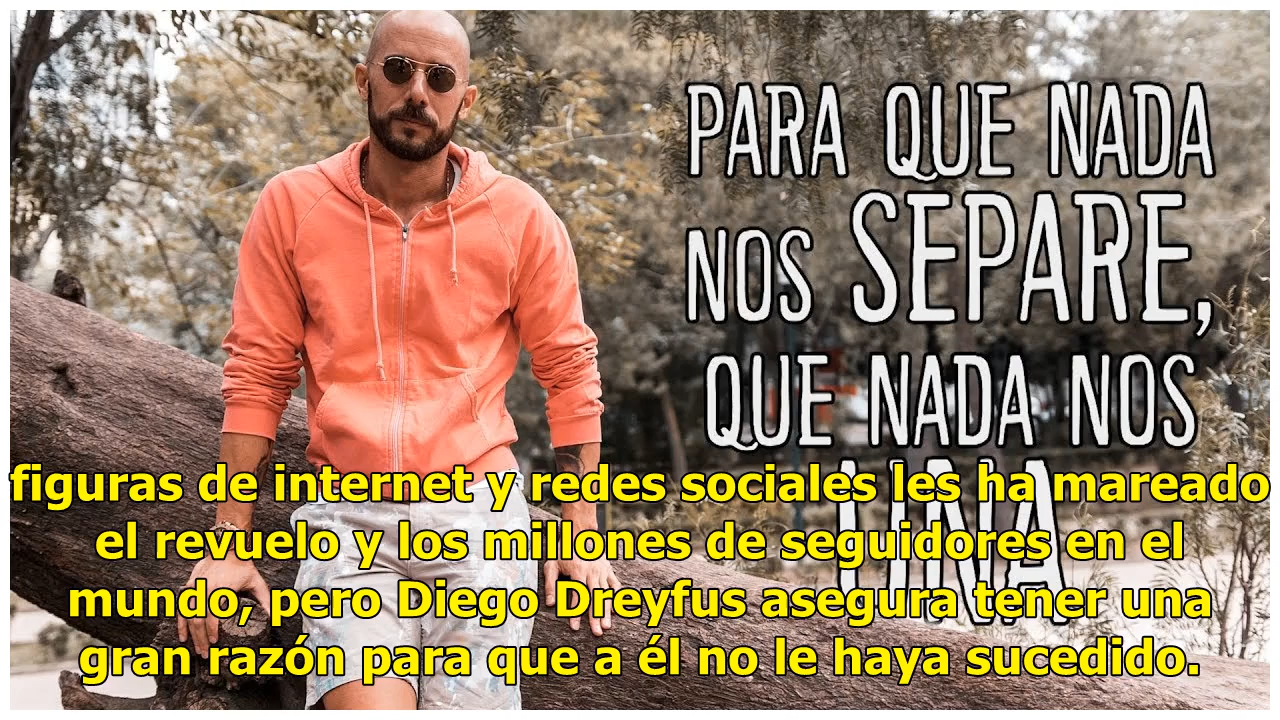 PARA QUE NADA
NOS SEPARE,
QUE NADA NOS
UNA
figuras de internet y redes sociales les ha mareado
el revuelo y los millones de seguidores en el
mundo, pero Diego Dreyfus asegura tener una
gran razón para que a él no le haya sucedido.